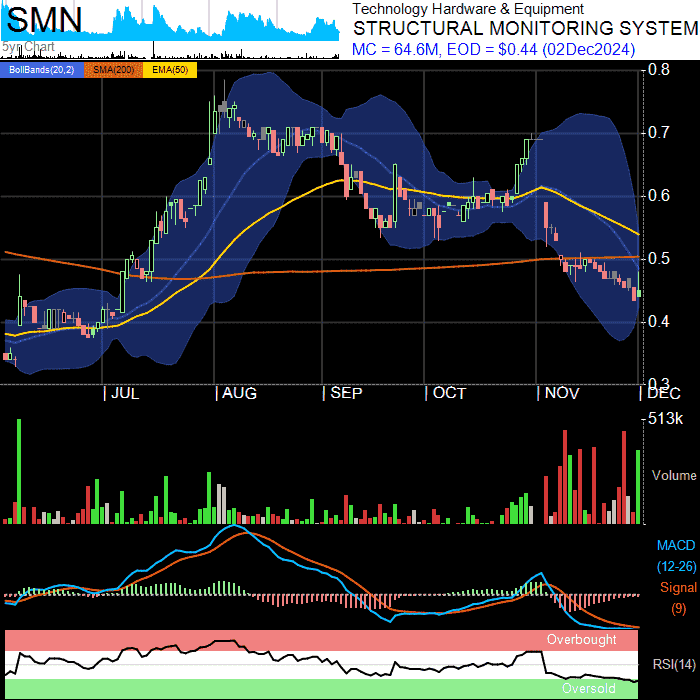 SMN
5yr Chart
Technology Hardware & Equipment
STRUCTURAL MONITORING SYSTEM
MC = 64.6M, EOD = $0.44 (02Dec2024)
BollBands(20,2) SMA(200) EMA(50)
0.8
0.7
0.6
0.5
0.4
0.3
JUL AUG SEP OCT NOV DEC
513k
Volume
MACD
(12-26)
Signal
(9)
Overbought
RSI(14)
Oversold